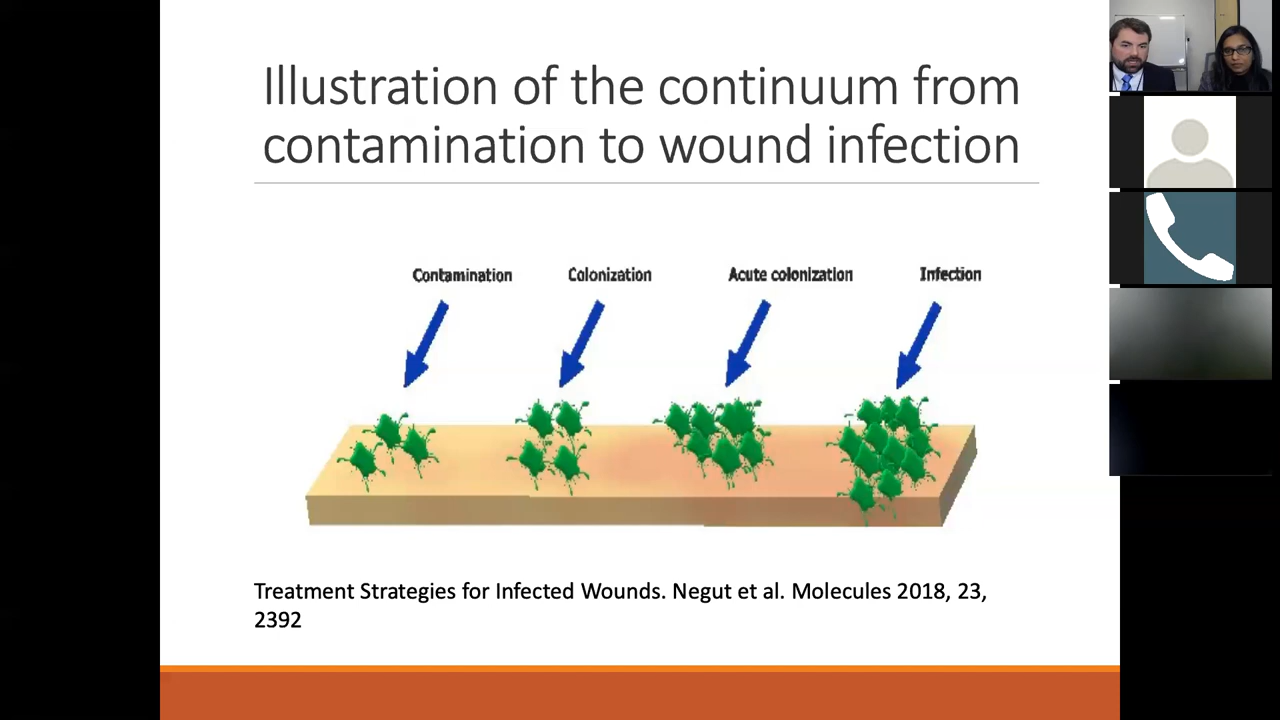 Illustration of the continuum from
contamination to wound infection
Contamination
Colonization
Acute colonization
Infection
Treatment Strategies for Infected Wounds. Negut et al. Molecules 2018, 23,
2392